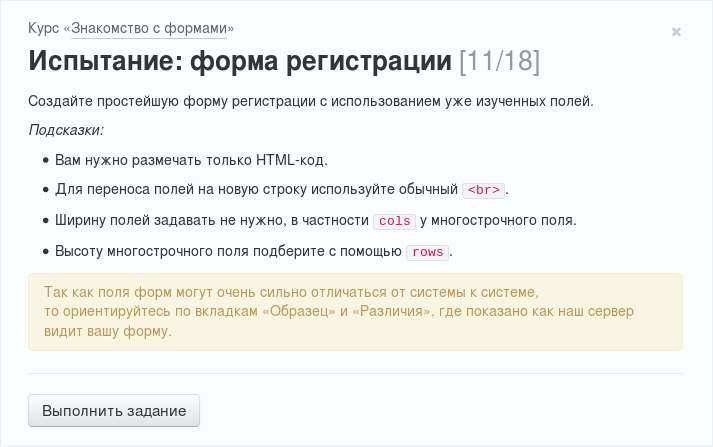 Курс «Знакомство с формами»
×
Испытание: форма регистрации [11/18]
Создайте простейшую форму регистрации с использованием уже изученных полей.
Подсказки:
• Вам нужно размечать только HTML-код.
• Для переноса полей на новую строку используйте обычный <br>.
• Ширину полей задавать не нужно, в частности cols у многострочного поля.
• Высоту многострочного поля подберите с помощью rows.
Так как поля форм могут очень сильно отличаться от системы к системе,
то ориентируйтесь по вкладкам «Образец» и «Различия», где показано как наш сервер
видит вашу форму.
Выполнить задание